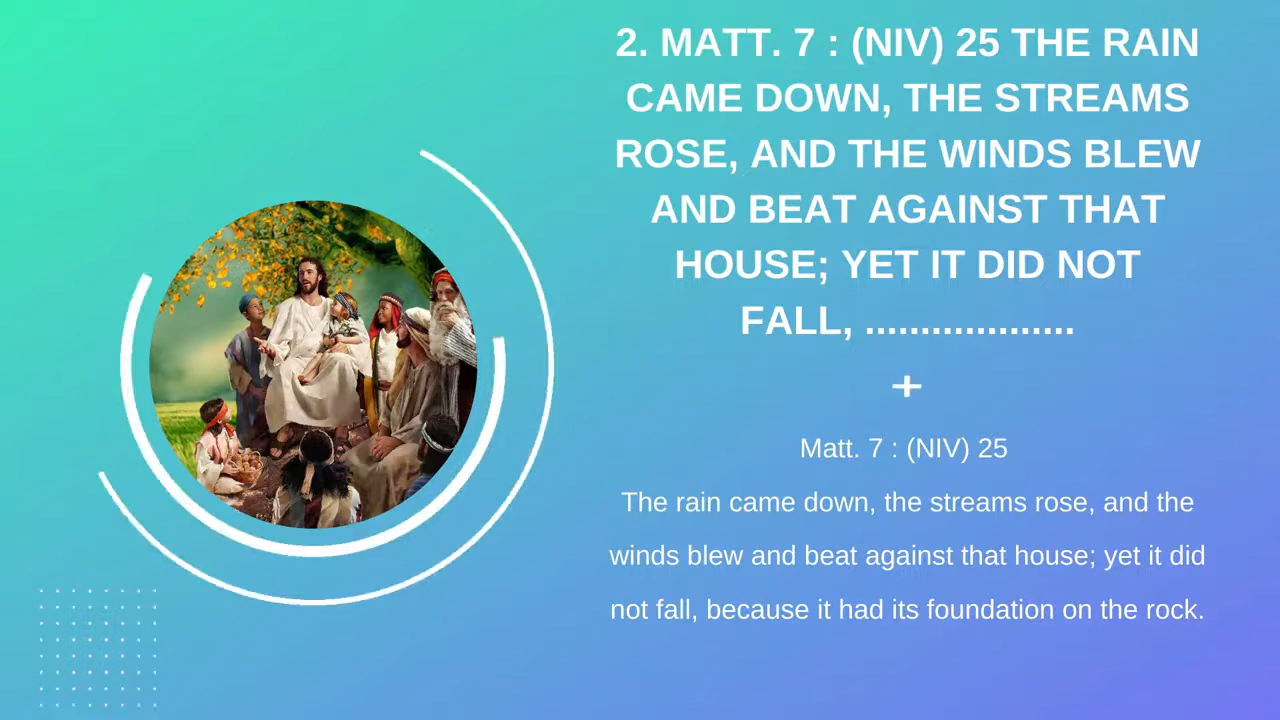 2. MATT. 7 : (NIV) 25 THE RAIN
CAME DOWN, THE STREAMS
ROSE, AND THE WINDS BLEW
AND BEAT AGAINST THAT
HOUSE; YET IT DID NOT
FALL, ...................
Matt. 7 : (NIV) 25
The rain came down, the streams rose, and the
winds blew and beat against that house; yet it did
not fall, because it had its foundation on the rock.